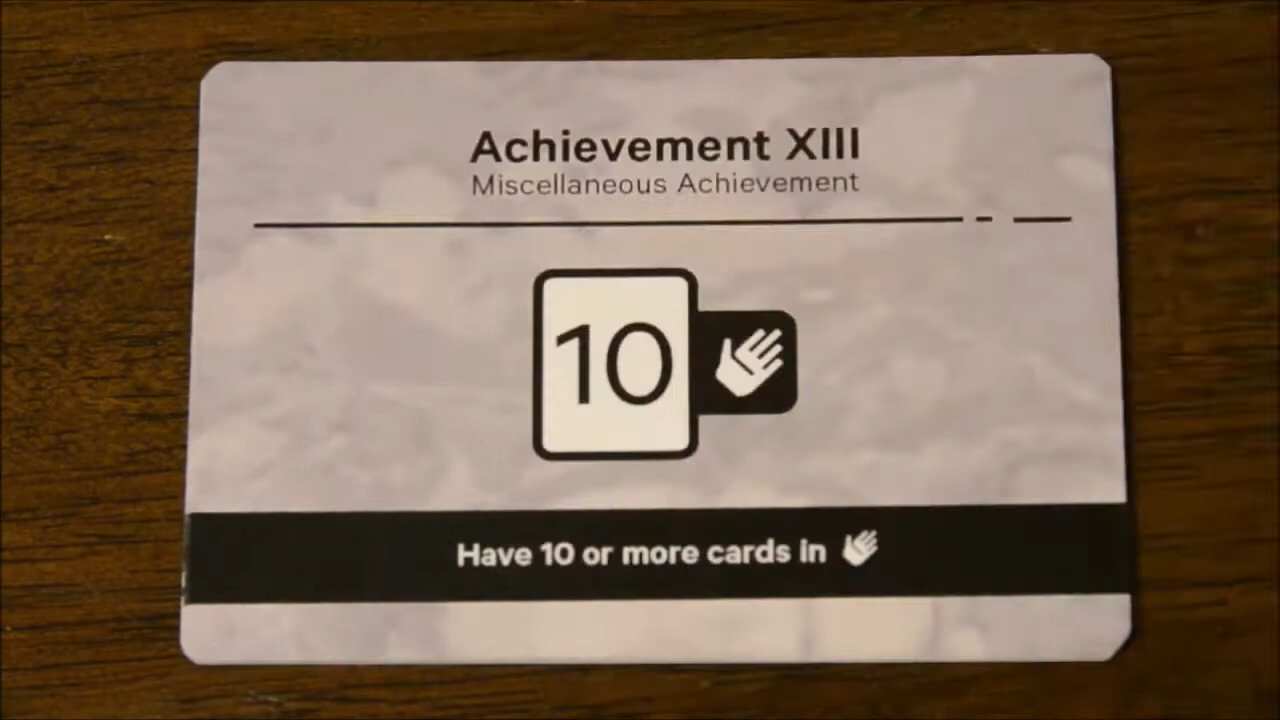 Achievement XIII
Miscellaneous Achievement
10
Have 10 or more cards in